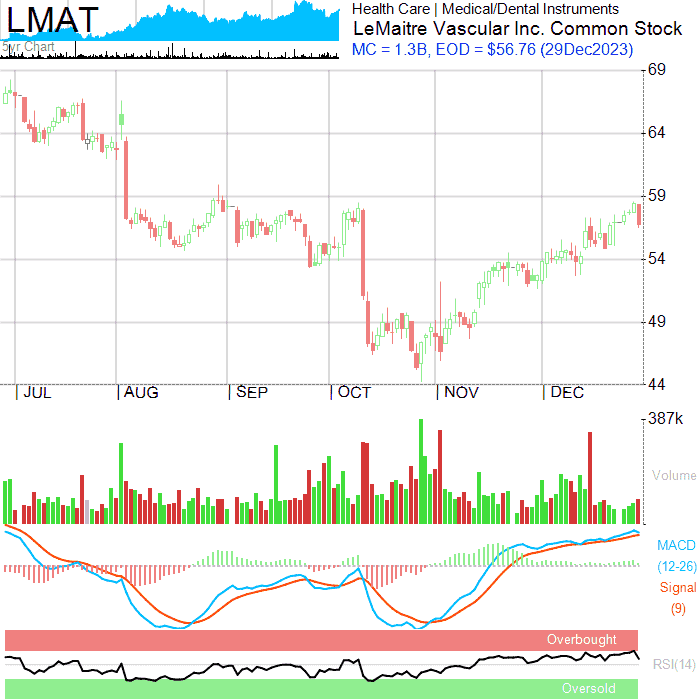 LMAT
5yr Chart
Health Care | Medical/Dental Instruments
LeMaitre Vascular Inc. Common Stock
MC = 1.3B, EOD = $56.76 (29Dec2023)
69
64
59
54
49
44
| JUL | AUG | SEP | OCT | NOV | DEC
387k
Volume
MACD
(12-26)
Signal
(9)
Overbought
RSI(14)
Oversold